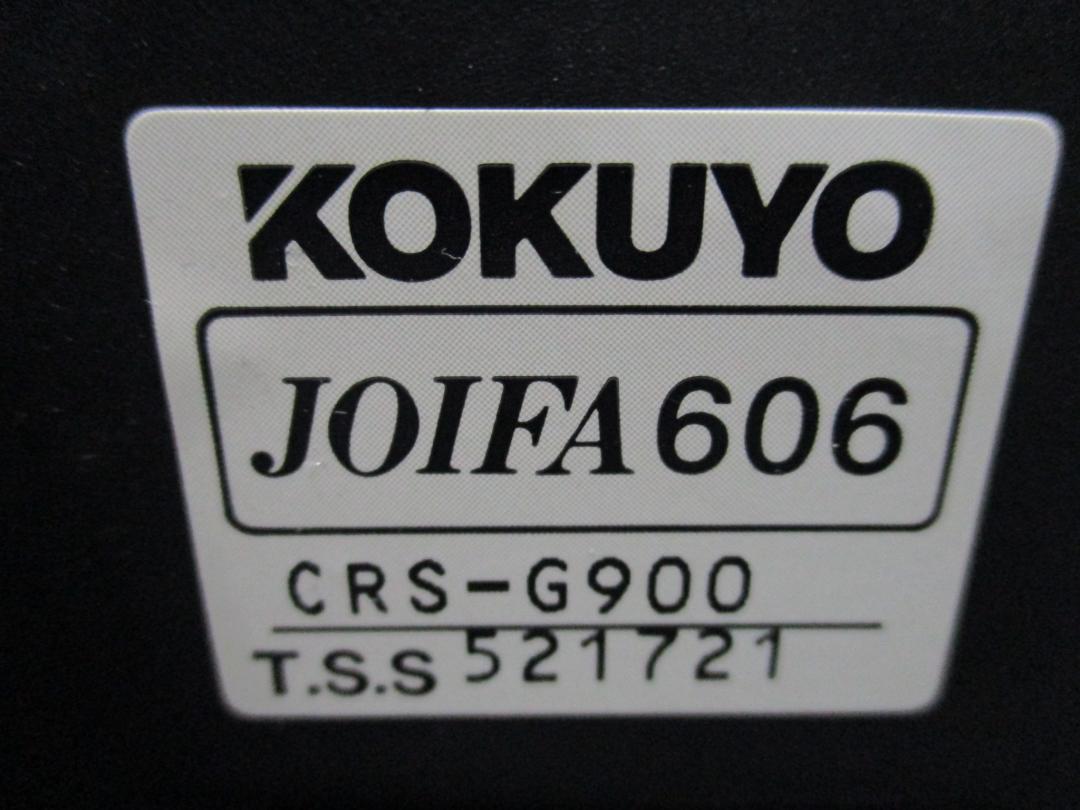 KOKUYO
JOIFA 606
CRS-G900
T.S.S 521721